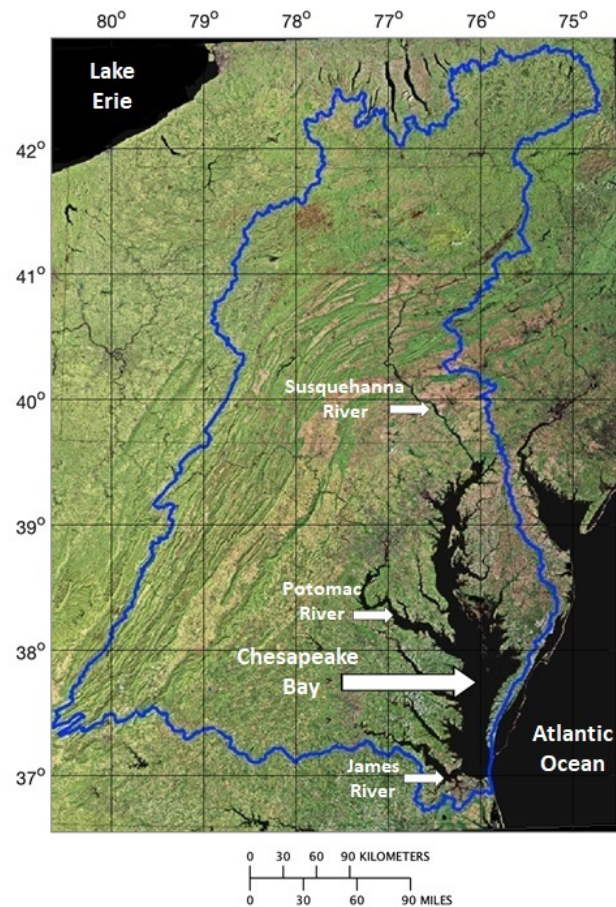 80° 79° 78° 77° 76° 75°
Lake
Erie
42°
41°
40°
Susquehanna
River
39°
Potomac
River
38°
Chesapeake
Bay
Atlantic
Ocean
37°
James
River
0 30 60 90 KILOMETERS
0 30 60 90 MILES